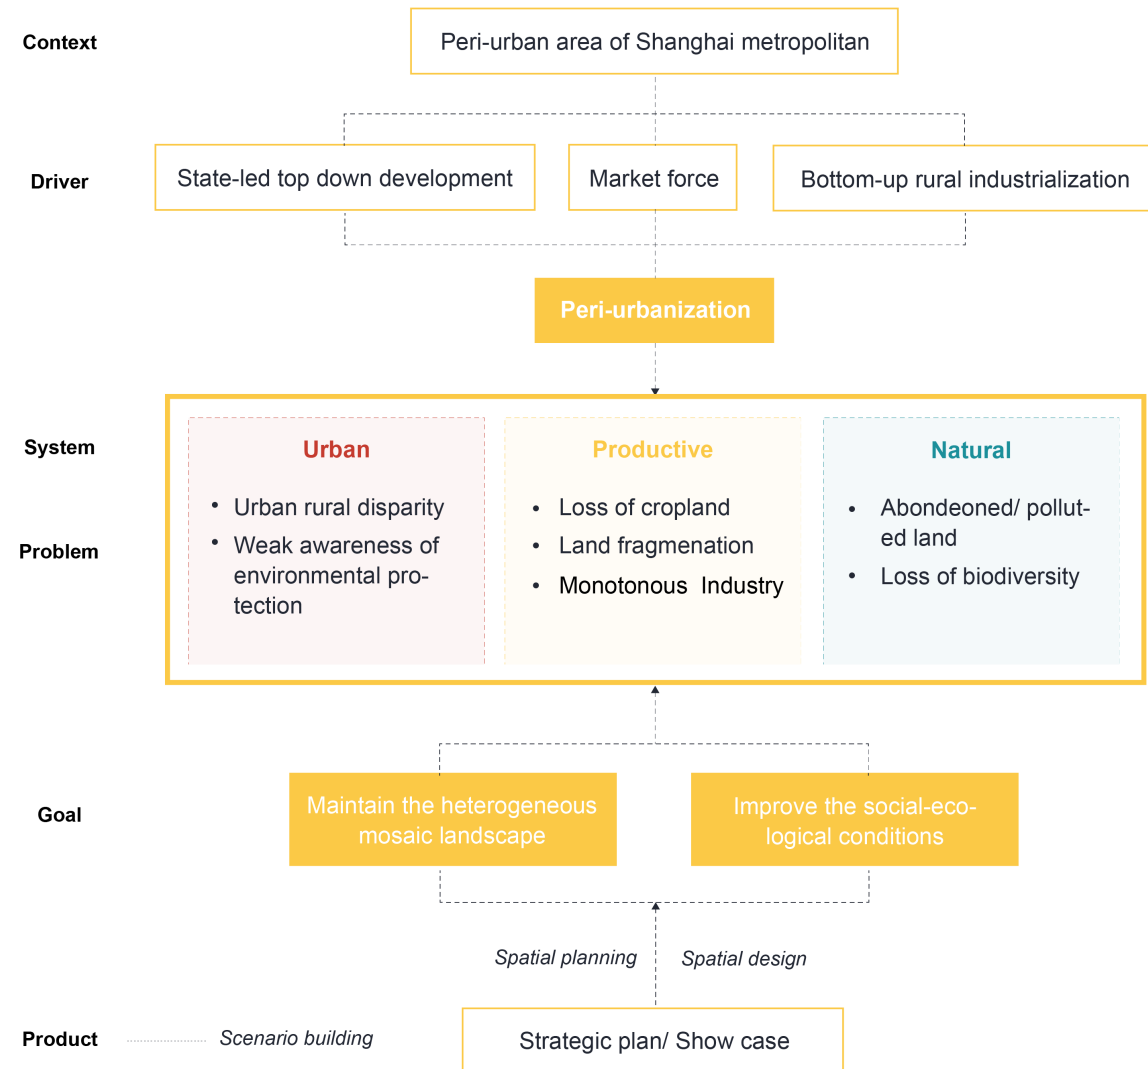 Context
Peri-urban area of Shanghai metropolitan
Driver
State-led top down development
Market force
Bottom-up rural industrialization
Peri-urbanization
System
Urban
Productive
Natural
Problem
• Urban rural disparity
• Weak awareness of
environmental pro-
tection
• Loss of cropland
• Land fragmenation
• Monotonous Industry
• Abondeoned/ pollut-
ed land
• Loss of biodiversity
Goal
Maintain the heterogeneous
mosaic landscape
Improve the social-eco-
logical conditions
Spatial planning
Spatial design
Product
Scenario building
Strategic plan/ Show case